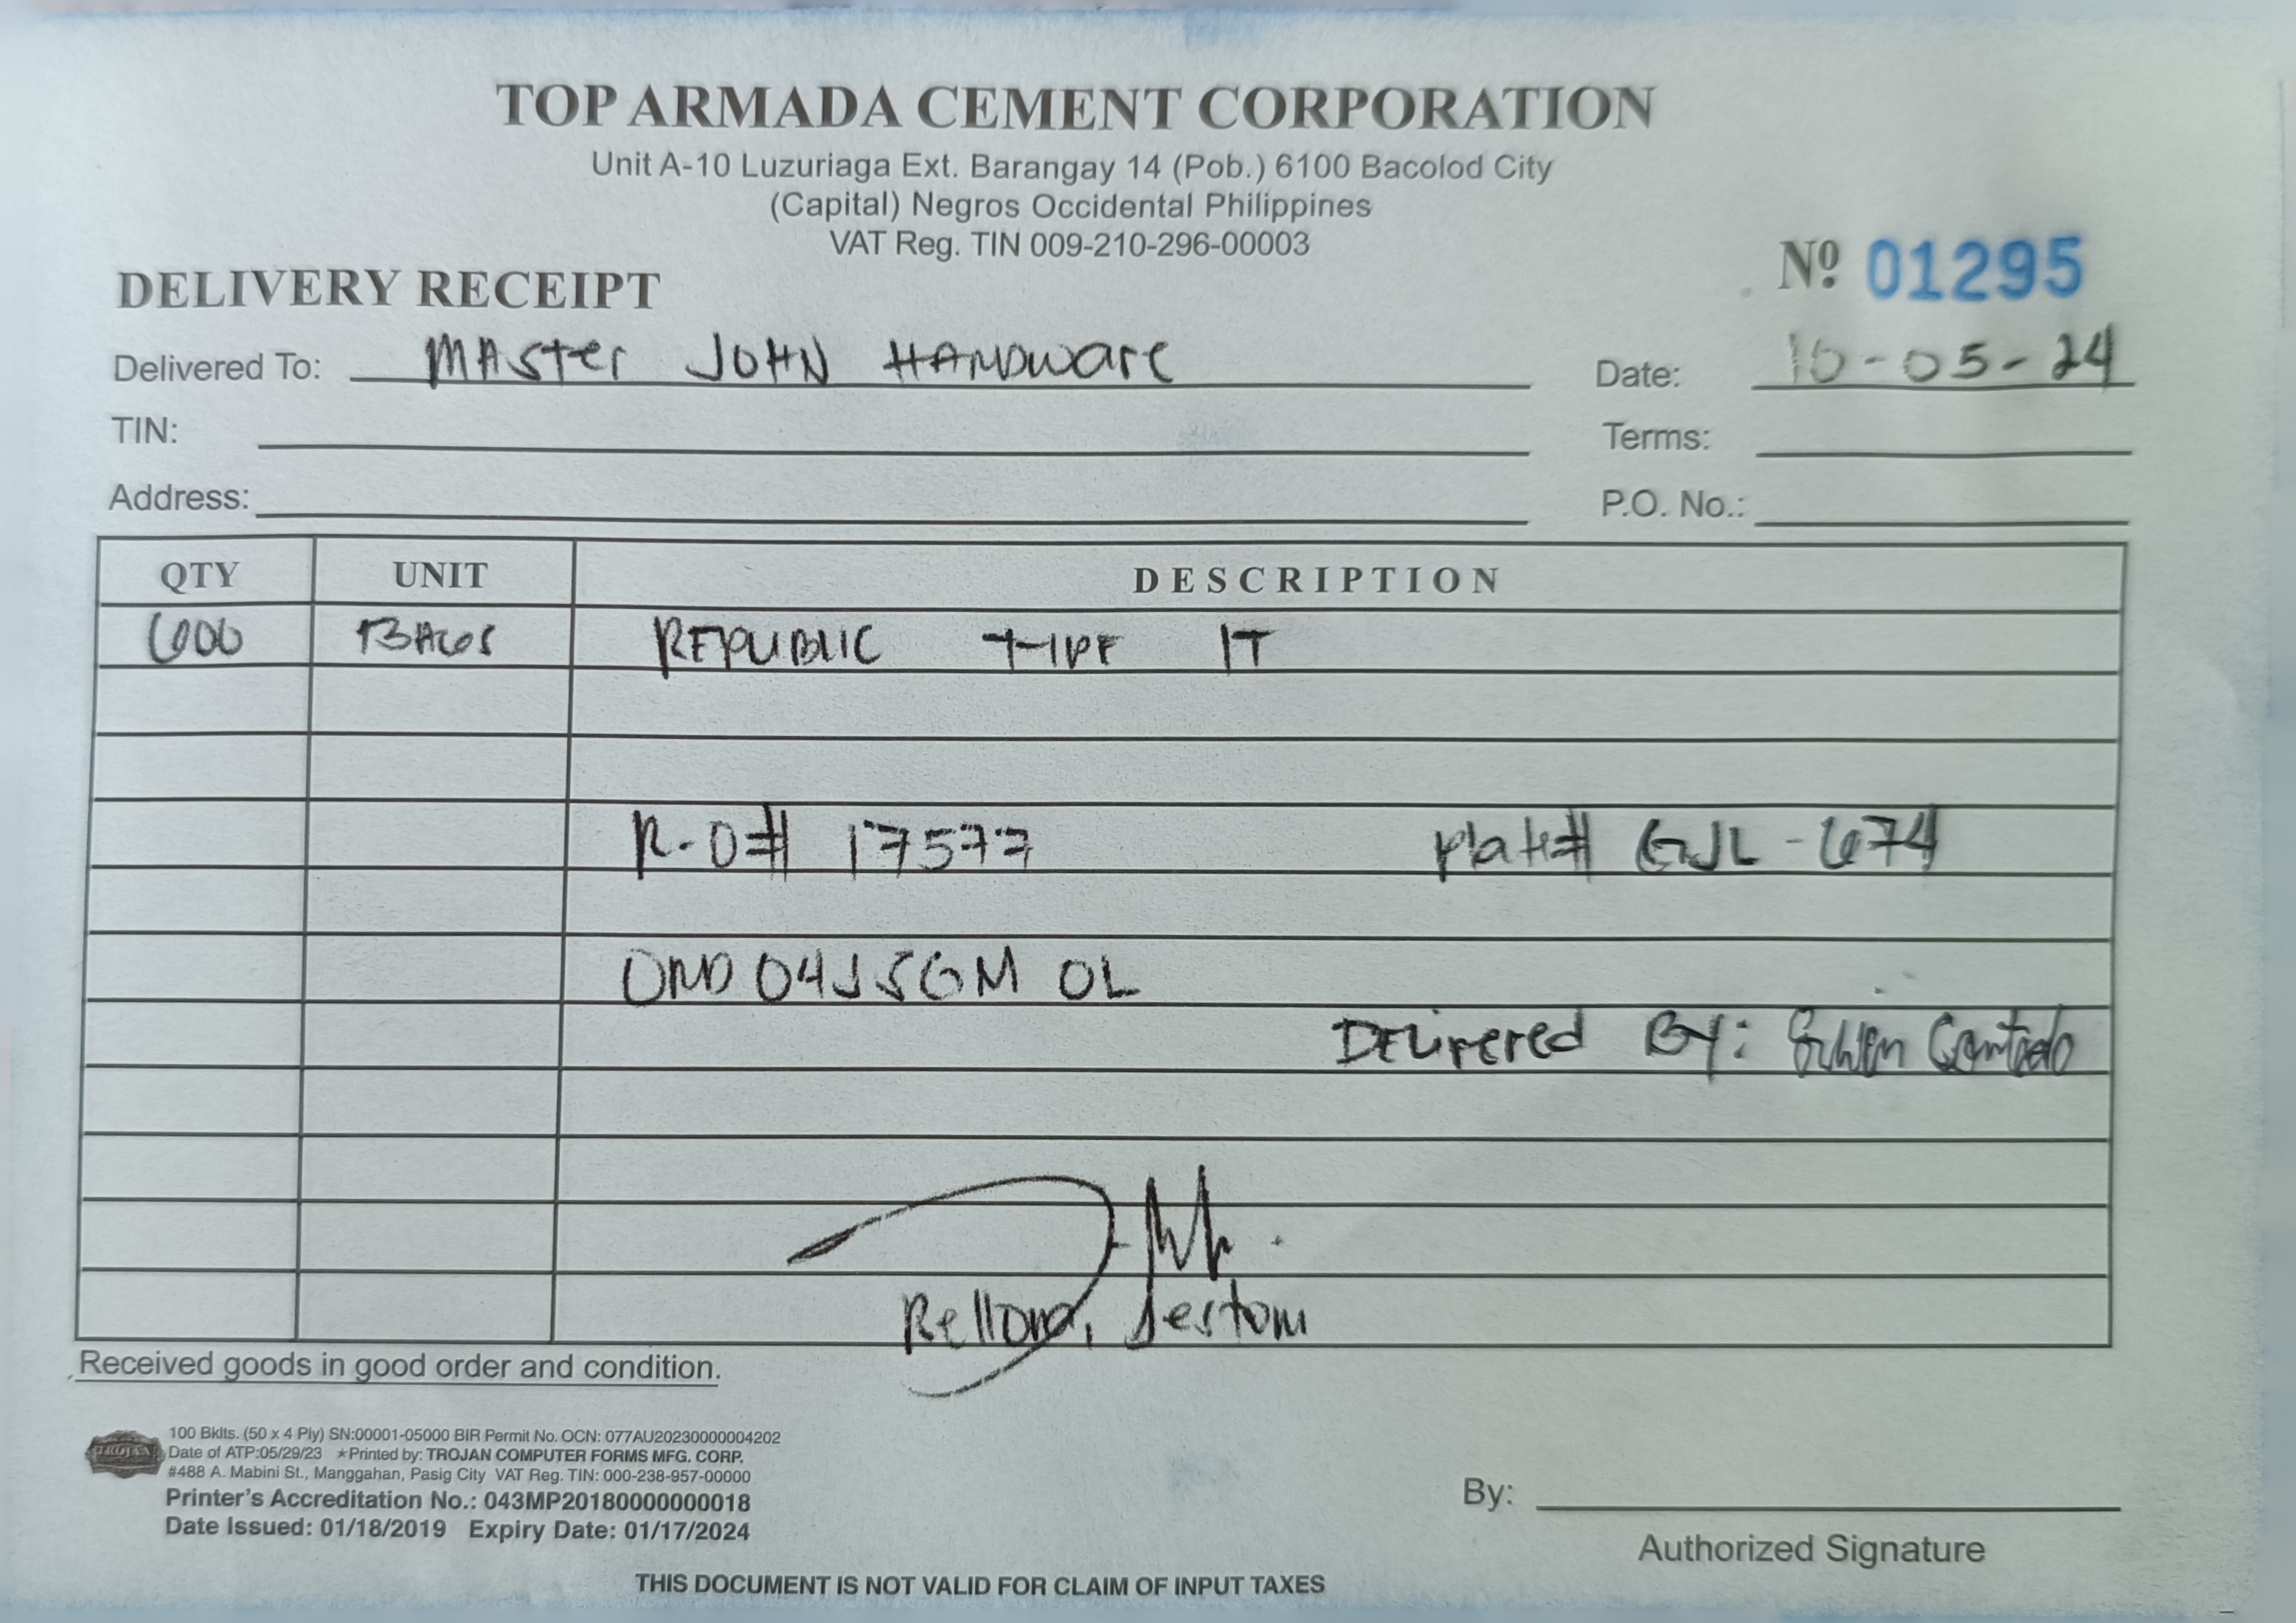 TOP ARMADA CEMENT CORPORATION
Unit A-10 Luzuriaga Ext. Barangay 14 (Pob.) 6100 Bacolod City
(Capital) Negros Occidental Philippines
VAT Reg. TIN 009-210-296-00003
Nº 01295
DELIVERY RECEIPT
Delivered To: MAster JOHN HARDware Date: 10-05-24
TIN: Terms:
Address: P.O. No.:
QTY UNIT DESCRIPTION
600 BAGS REPUBLIC TYPE IT
R-O# 17577 Plate# GJL-674
OND 04J5GM OL
DELIVERED BY:
Rellora, Jestoni
Received goods in good order and condition.
TROJAN
100 Bklts. (50 x 4 Ply) SN:00001-05000 BIR Permit No. OCN: 077AU20230000004202
Date of ATP:05/29/23 ★Printed by: TROJAN COMPUTER FORMS MFG. CORP.
#488 A. Mabini St., Manggahan, Pasig City VAT Reg. TIN: 000-238-957-00000
Printer's Accreditation No.: 043MP20180000000018
Date Issued: 01/18/2019 Expiry Date: 01/17/2024
By:
Authorized Signature
THIS DOCUMENT IS NOT VALID FOR CLAIM OF INPUT TAXES